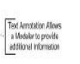 Text Annotation Allows
a Modeler to provide
additional Information